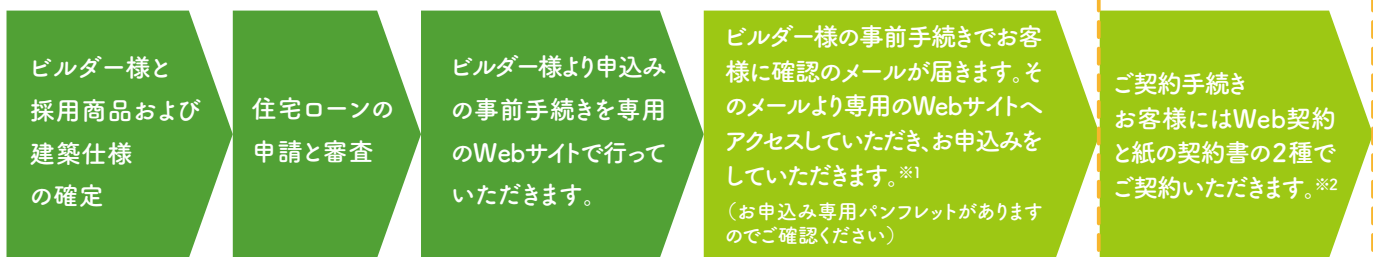 ビルダー様と
採用商品および
建築仕様
の確定
住宅ローンの
申請と審査
ビルダー様より申込み
の事前手続きを専用
のWebサイトで行って
いただきます。
ビルダー様の事前手続きでお客
様に確認のメールが届きます。そ
のメールより専用のWebサイトへ
アクセスしていただき、お申込みを
していただきます。※1
（お申込み専用パンフレットがあります
のでご確認ください）
ご契約手続き
お客様にはWeb契約
と紙の契約書の2種で
ご契約いただきます。※2